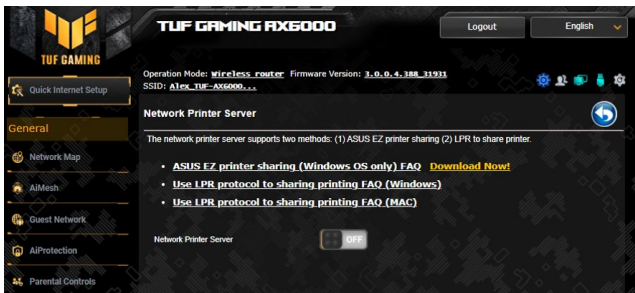 TUF GAMING AX6000
Logout
English
TUF GAMING
Operation Mode: Wireless router Firmware Version: 3.0.0.4.388_31931
SSID: Alex_TUF-AX6000...
Quick Internet Setup
General
Network Map
AiMesh
Guest Network
AiProtection
Parental Controls
Network Printer Server
The network printer server supports two methods: (1) ASUS EZ printer sharing (2) LPR to share printer.
ASUS EZ printer sharing (Windows OS only) FAQ Download Now!
Use LPR protocol to sharing printing FAQ (Windows)
Use LPR protocol to sharing printing FAQ (MAC)
Network Printer Server
OFF